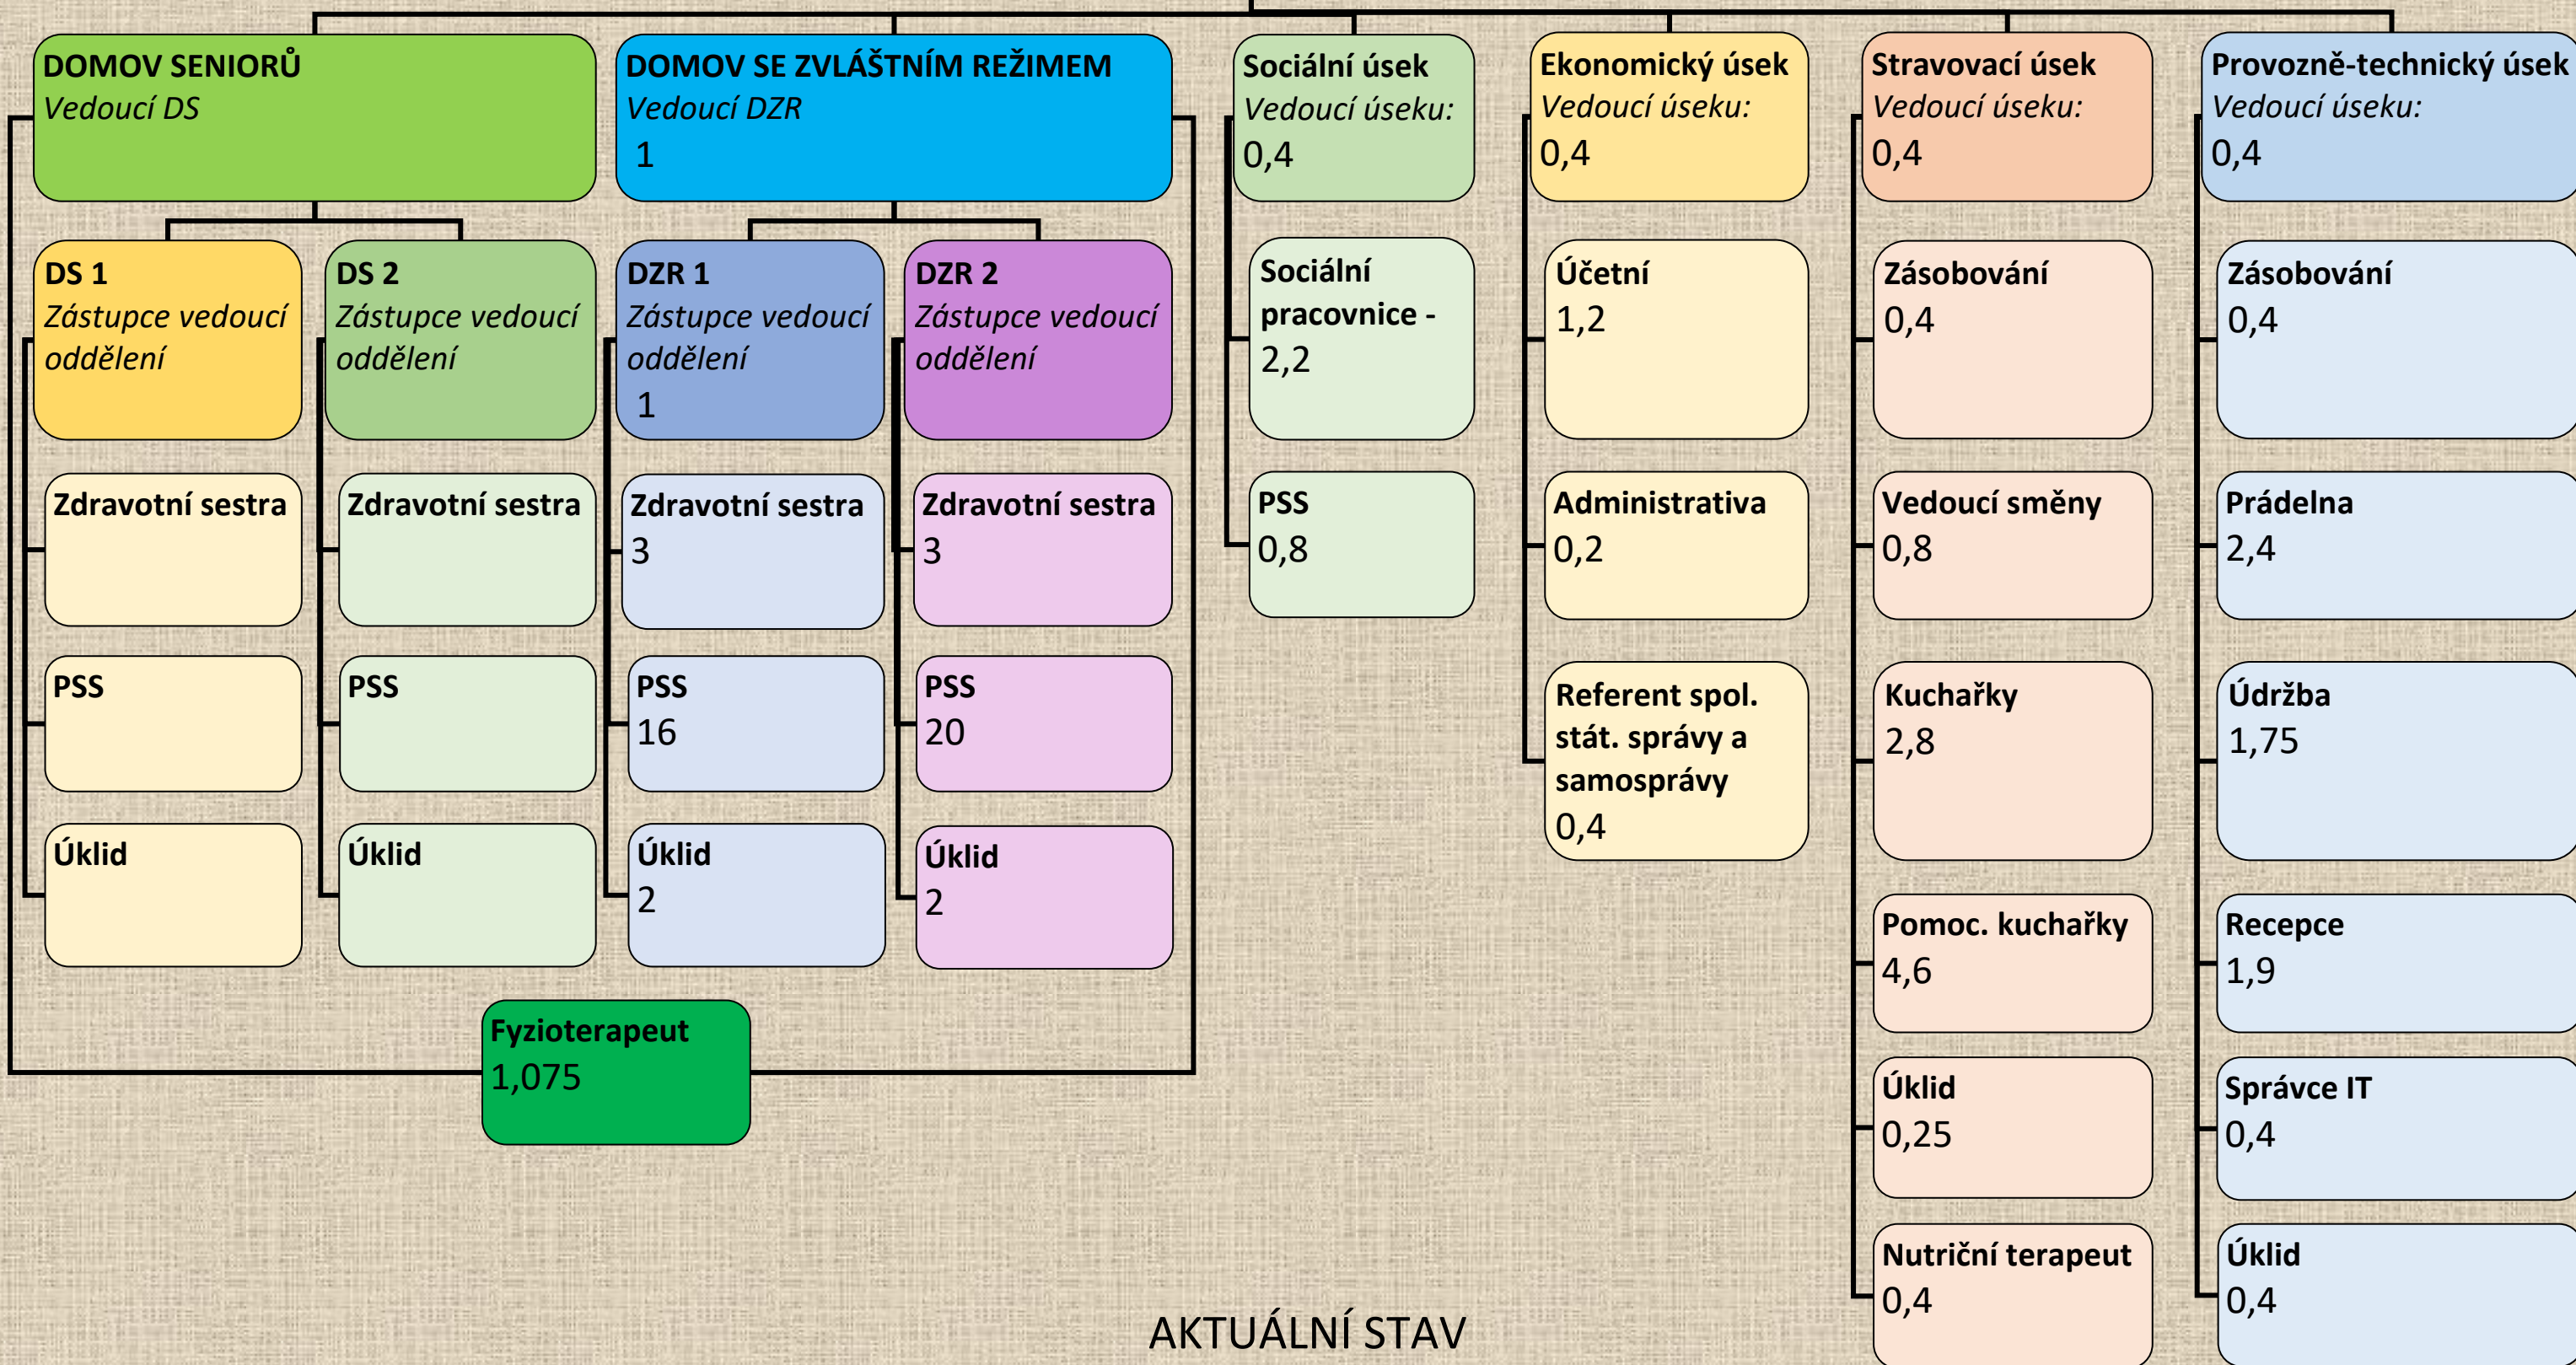 DOMOV SENIORŮ
Vedoucí DS
DOMOV SE ZVLÁŠTNÍM REŽIMEM
Vedoucí DZR
1
Sociální úsek
Vedoucí úseku:
0,4
Ekonomický úsek
Vedoucí úseku:
0,4
Stravovací úsek
Vedoucí úseku:
0,4
Provozně-technický úsek
Vedoucí úseku:
0,4
DS 1
Zástupce vedoucí
oddělení
DS 2
Zástupce vedoucí
oddělení
DZR 1
Zástupce vedoucí
oddělení
1
DZR 2
Zástupce vedoucí
oddělení
Sociální
pracovnice -
2,2
Účetní
1,2
Zásobování
0,4
Zásobování
0,4
Zdravotní sestra
Zdravotní sestra
Zdravotní sestra
3
Zdravotní sestra
3
PSS
0,8
Administrativa
0,2
Vedoucí směny
0,8
Prádelna
2,4
PSS
PSS
PSS
16
PSS
20
Referent spol.
stát. správy a
samosprávy
0,4
Kuchařky
2,8
Údržba
1,75
Úklid
Úklid
Úklid
2
Úklid
2
Pomoc. kuchařky
4,6
Recepce
1,9
Fyzioterapeut
1,075
Úklid
0,25
Správce IT
0,4
Nutriční terapeut
0,4
Úklid
0,4
AKTUÁLNÍ STAV